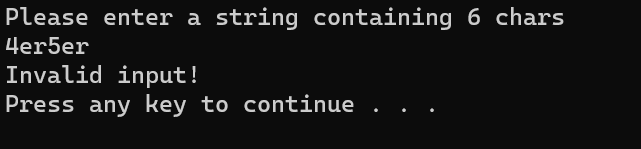 Please enter a string containing 6 chars
4er5er
Invalid input!
Press any key to continue . . .